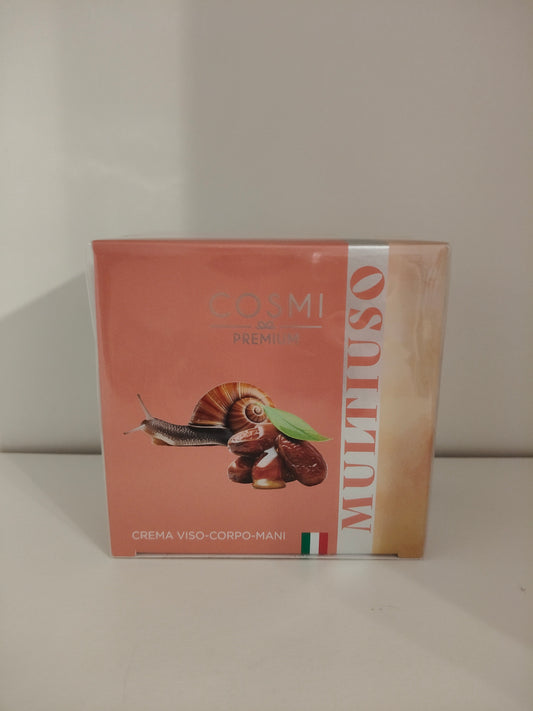 COSMI
PREMIUM
MULTIUSO
CREMA VISO-CORPO-MANI